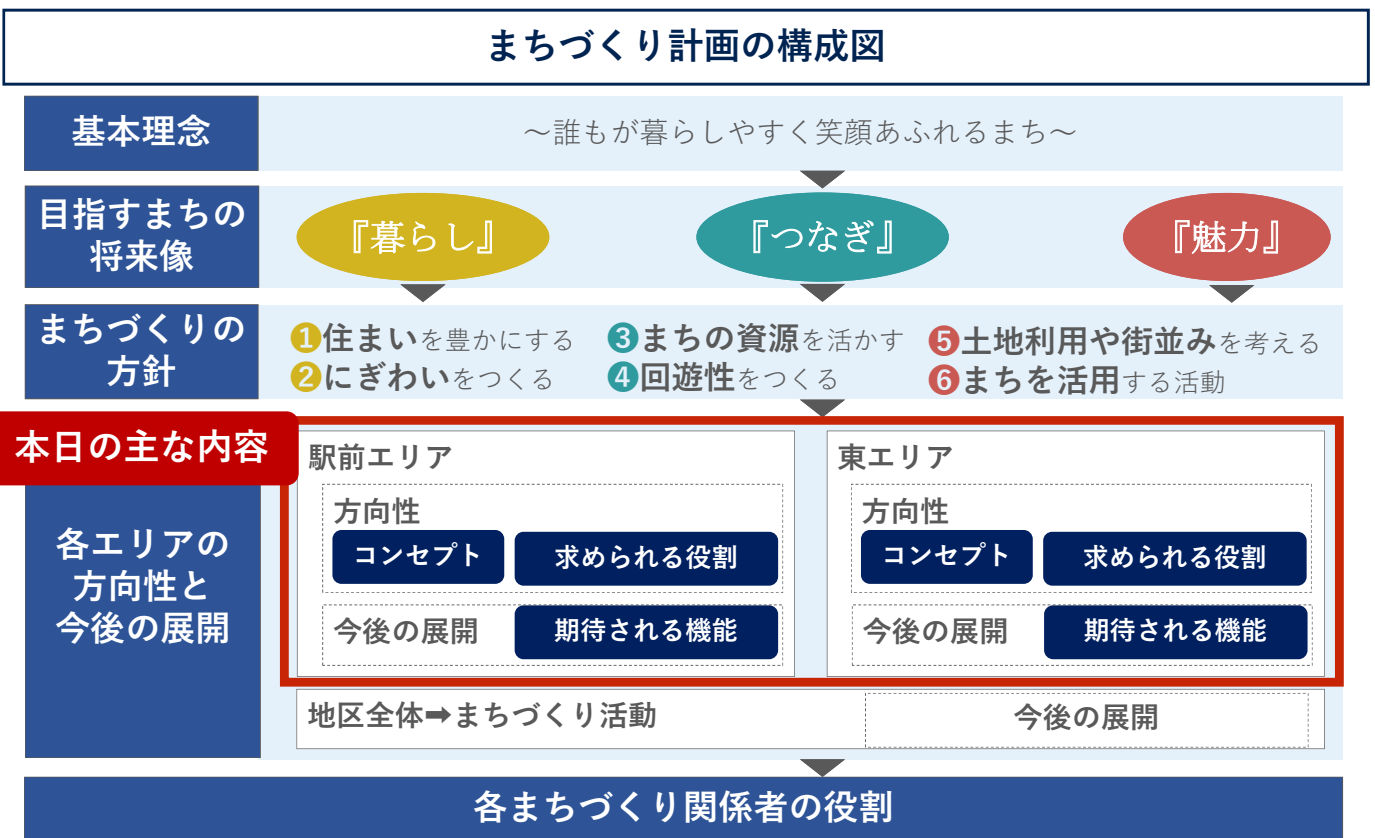 まちづくり計画の構成図
基本理念
～誰もが暮らしやすく笑顔あふれるまち～
目指すまちの
将来像
『暮らし』
『つなぎ』
『魅力』
まちづくりの
方針
❶住まいを豊かにする
❷にぎわいをつくる
❸まちの資源を活かす
❹回遊性をつくる
❺土地利用や街並みを考える
❻まちを活用する活動
本日の主な内容
各エリアの
方向性と
今後の展開
駅前エリア
方向性
コンセプト
求められる役割
今後の展開
期待される機能
東エリア
方向性
コンセプト
求められる役割
今後の展開
期待される機能
地区全体➡まちづくり活動
今後の展開
各まちづくり関係者の役割